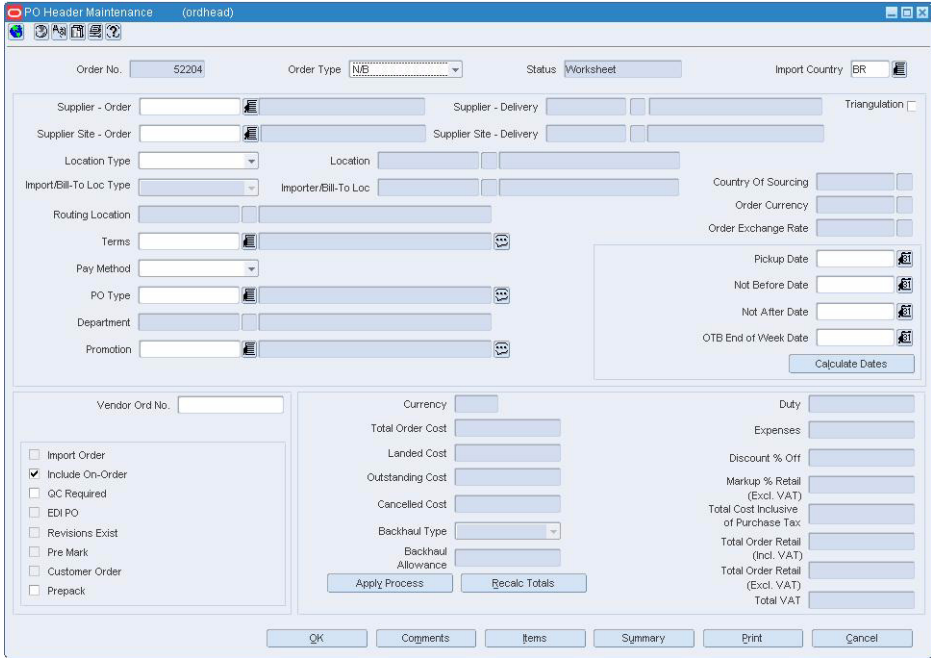 PO Header Maintenance (ordhead)
Order No. 52204 Order Type N/B Status Worksheet Import Country BR
Supplier - Order Supplier - Delivery Triangulation
Supplier Site - Order Supplier Site - Delivery
Location Type Location
Import/Bill-To Loc Type Importer/Bill-To Loc Country Of Sourcing
Routing Location Order Currency
Order Exchange Rate
Terms
Pickup Date
Pay Method
Not Before Date
PO Type
Not After Date
Department
OTB End of Week Date
Promotion
Calculate Dates
Vendor Ord No.
Import Order
Include On-Order
QC Required
EDI PO
Revisions Exist
Pre Mark
Customer Order
Prepack
Currency
Total Order Cost
Landed Cost
Outstanding Cost
Cancelled Cost
Backhaul Type
Backhaul
Allowance
Apply Process Recalc Totals
Duty
Expenses
Discount % Off
Markup % Retail
(Excl. VAT)
Total Cost Inclusive
of Purchase Tax
Total Order Retail
(Incl. VAT)
Total Order Retail
(Excl. VAT)
Total VAT
OK Comments Items Summary Print Cancel